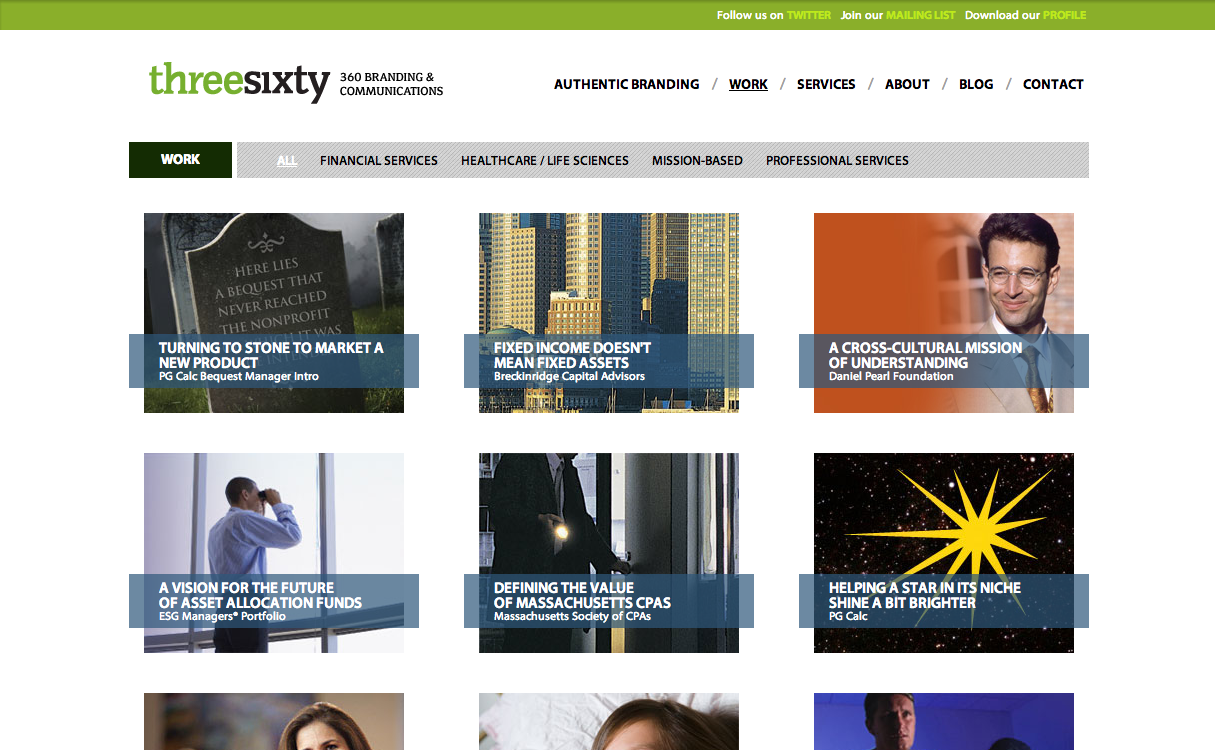 Follow us on TWITTER Join our MAILING LIST Download our PROFILE
threesixty
360 BRANDING &
COMMUNICATIONS
AUTHENTIC BRANDING / WORK / SERVICES / ABOUT / BLOG / CONTACT
WORK
ALL FINANCIAL SERVICES HEALTHCARE / LIFE SCIENCES MISSION-BASED PROFESSIONAL SERVICES
HERE LIES
A BEQUEST THAT
NEVER REACHED
THE NONPROFIT
IT WAS
TURNING TO STONE TO MARKET A
NEW PRODUCT
PG Calc Bequest Manager Intro
FIXED INCOME DOESN'T
MEAN FIXED ASSETS
Breckinridge Capital Advisors
A CROSS-CULTURAL MISSION
OF UNDERSTANDING
Daniel Pearl Foundation
A VISION FOR THE FUTURE
OF ASSET ALLOCATION FUNDS
ESG Managers® Portfolio
DEFINING THE VALUE
OF MASSACHUSETTS CPAS
Massachusetts Society of CPAs
HELPING A STAR IN ITS NICHE
SHINE A BIT BRIGHTER
PG Calc